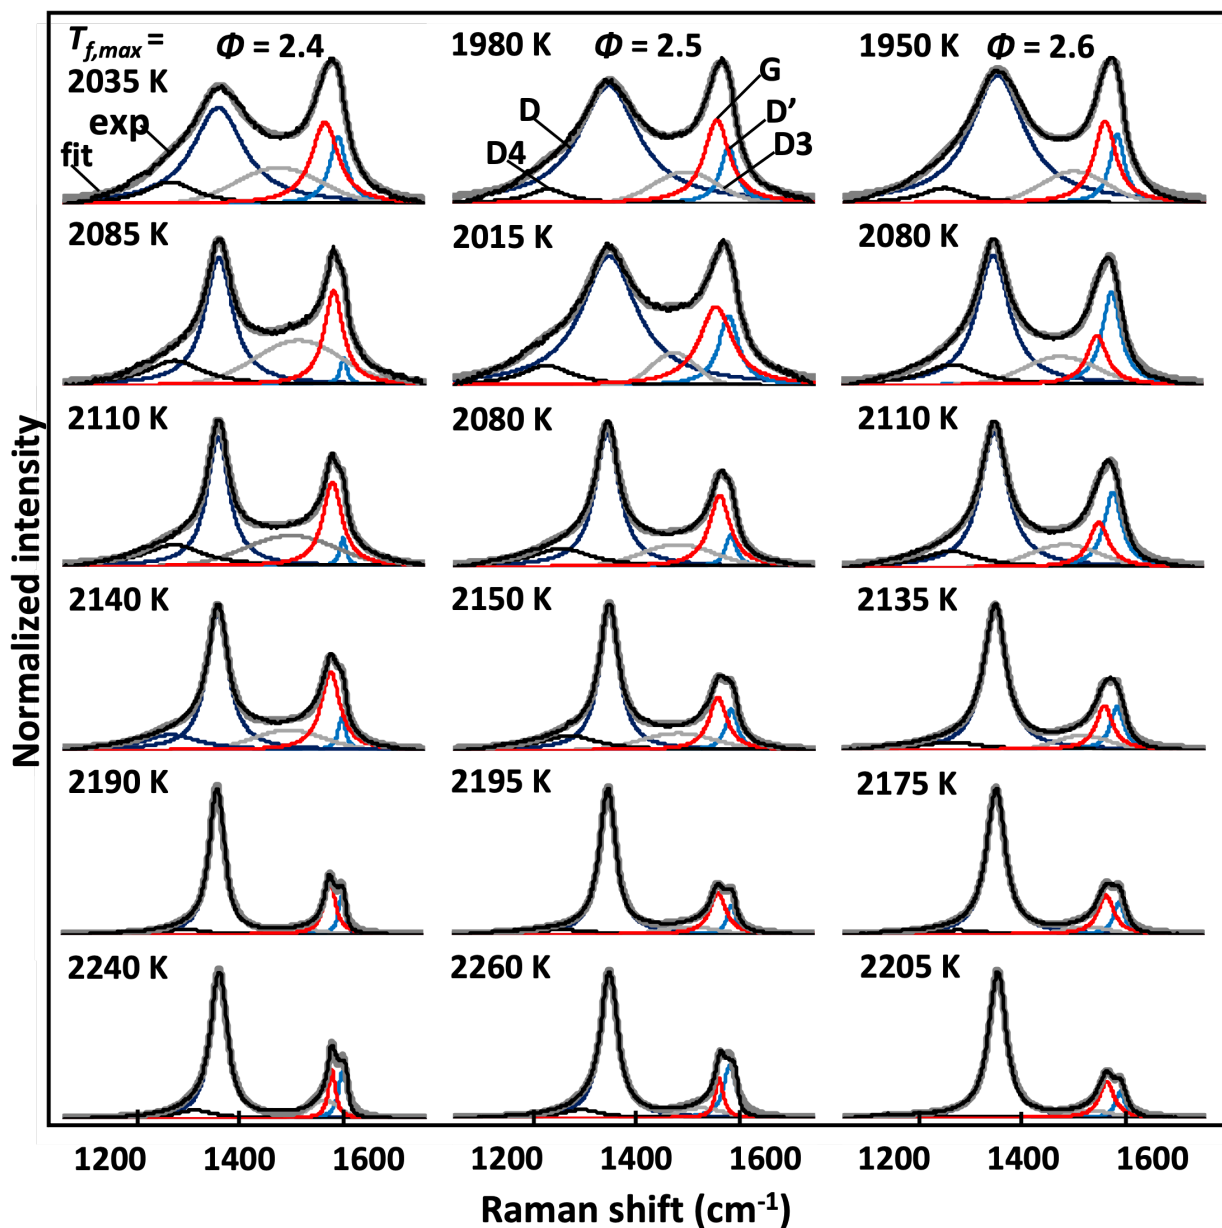 T_f,max = Φ = 2.4 1980 K Φ = 2.5 1950 K Φ = 2.6
2035 K
exp
fit
D
G
D'
D3
D4
2085 K 2015 K 2080 K
2110 K 2080 K 2110 K
2140 K 2150 K 2135 K
2190 K 2195 K 2175 K
2240 K 2260 K 2205 K
Normalized intensity
1200 1400 1600 1200 1400 1600 1200 1400 1600
Raman shift (cm⁻¹)